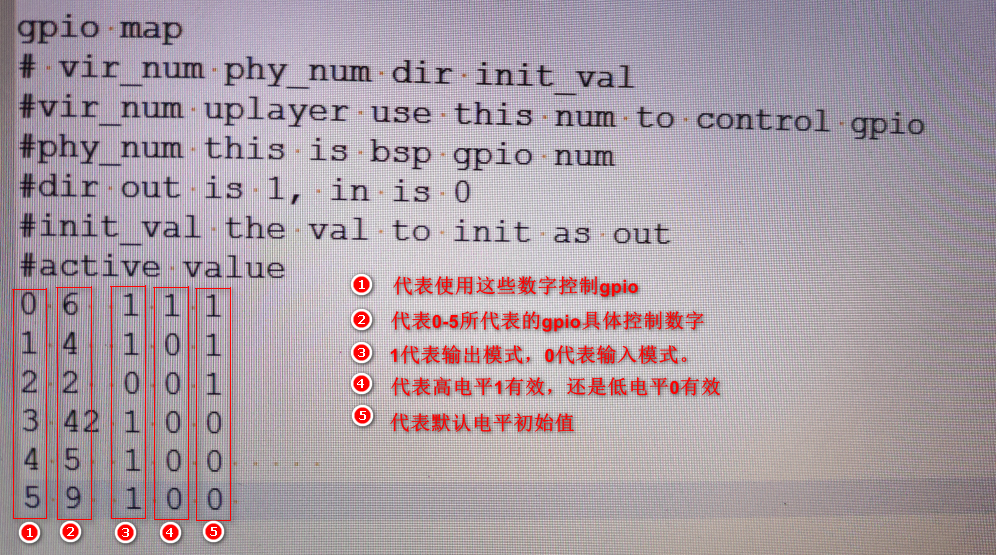 gpio map
# vir_num phy_num dir init_val
#vir_num uplayer use this num to control gpio
#phy_num this is bsp gpio num
#dir out is 1, in is 0
#init_val the val to init as out
#active value
0 6 1 1 1
1 4 1 0 1
2 2 0 0 1
3 42 1 0 0
4 5 1 0 0
5 9 1 0 0
1 2 3 4 5
1 代表使用这些数字控制gpio
2 代表0-5所代表的gpio具体控制数字
3 1代表输出模式，0代表输入模式。
4 代表高电平1有效，还是低电平0有效
5 代表默认电平初始值